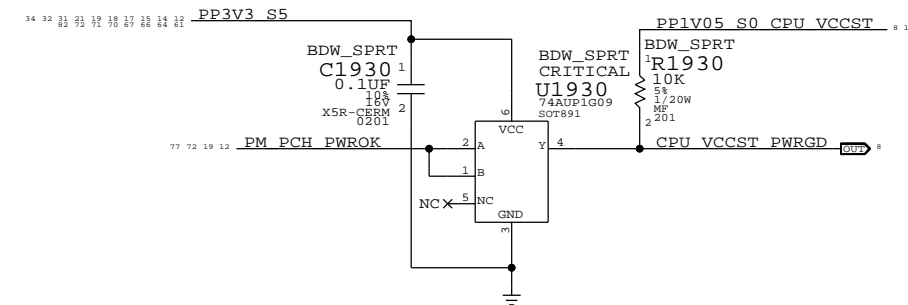 34 32 31 21 19 18 17 15 14 12
82 72 71 70 67 66 64 61
PP3V3_S5
PP1V05_S0_CPU_VCCST
8 1
BDW_SPRT
C1930
1
0.1UF
10%
16V
X5R-CERM
0201
2
BDW_SPRT
CRITICAL
U1930
74AUP1G09
SOT891
BDW_SPRT
1
R1930
10K
5%
1/20W
MF
201
2
6
VCC
77 72 19 12
PM_PCH_PWROK
2
A
Y
4
CPU_VCCST_PWRGD
OUT
8
1
B
NC
5
NC
GND
3